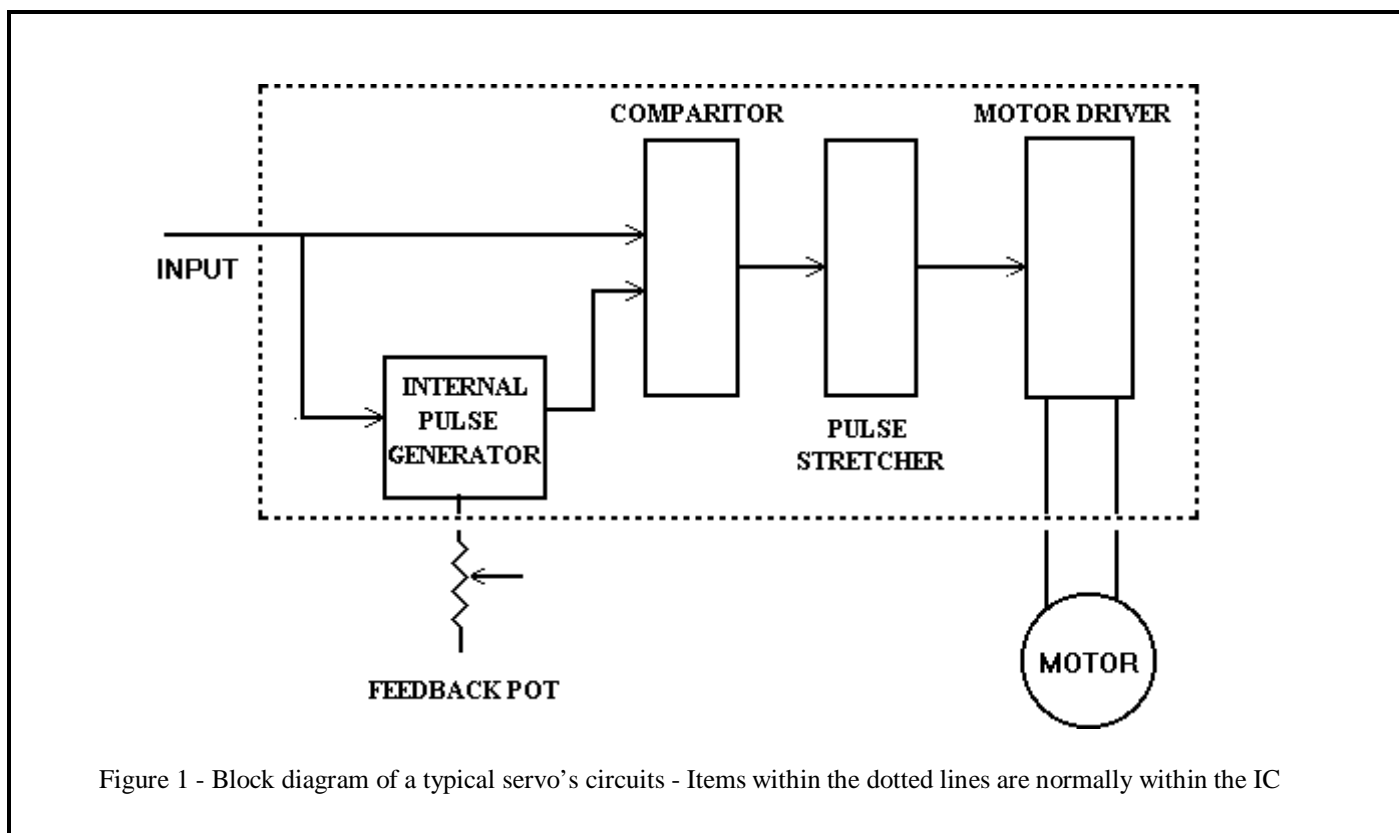 COMPARITOR
MOTOR DRIVER
INPUT
INTERNAL
PULSE
GENERATOR
PULSE
STRETCHER
FEEDBACK POT
MOTOR
Figure 1 - Block diagram of a typical servo’s circuits - Items within the dotted lines are normally within the IC